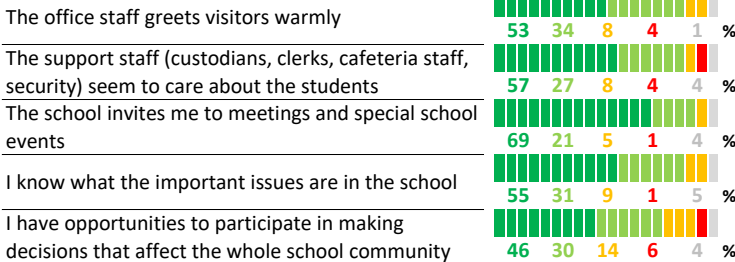 The office staff greets visitors warmly
53 34 8 4 1 %
The support staff (custodians, clerks, cafeteria staff,
security) seem to care about the students
57 27 8 4 4 %
The school invites me to meetings and special school
events
69 21 5 1 4 %
I know what the important issues are in the school
55 31 9 1 5 %
I have opportunities to participate in making
decisions that affect the whole school community
46 30 14 6 4 %